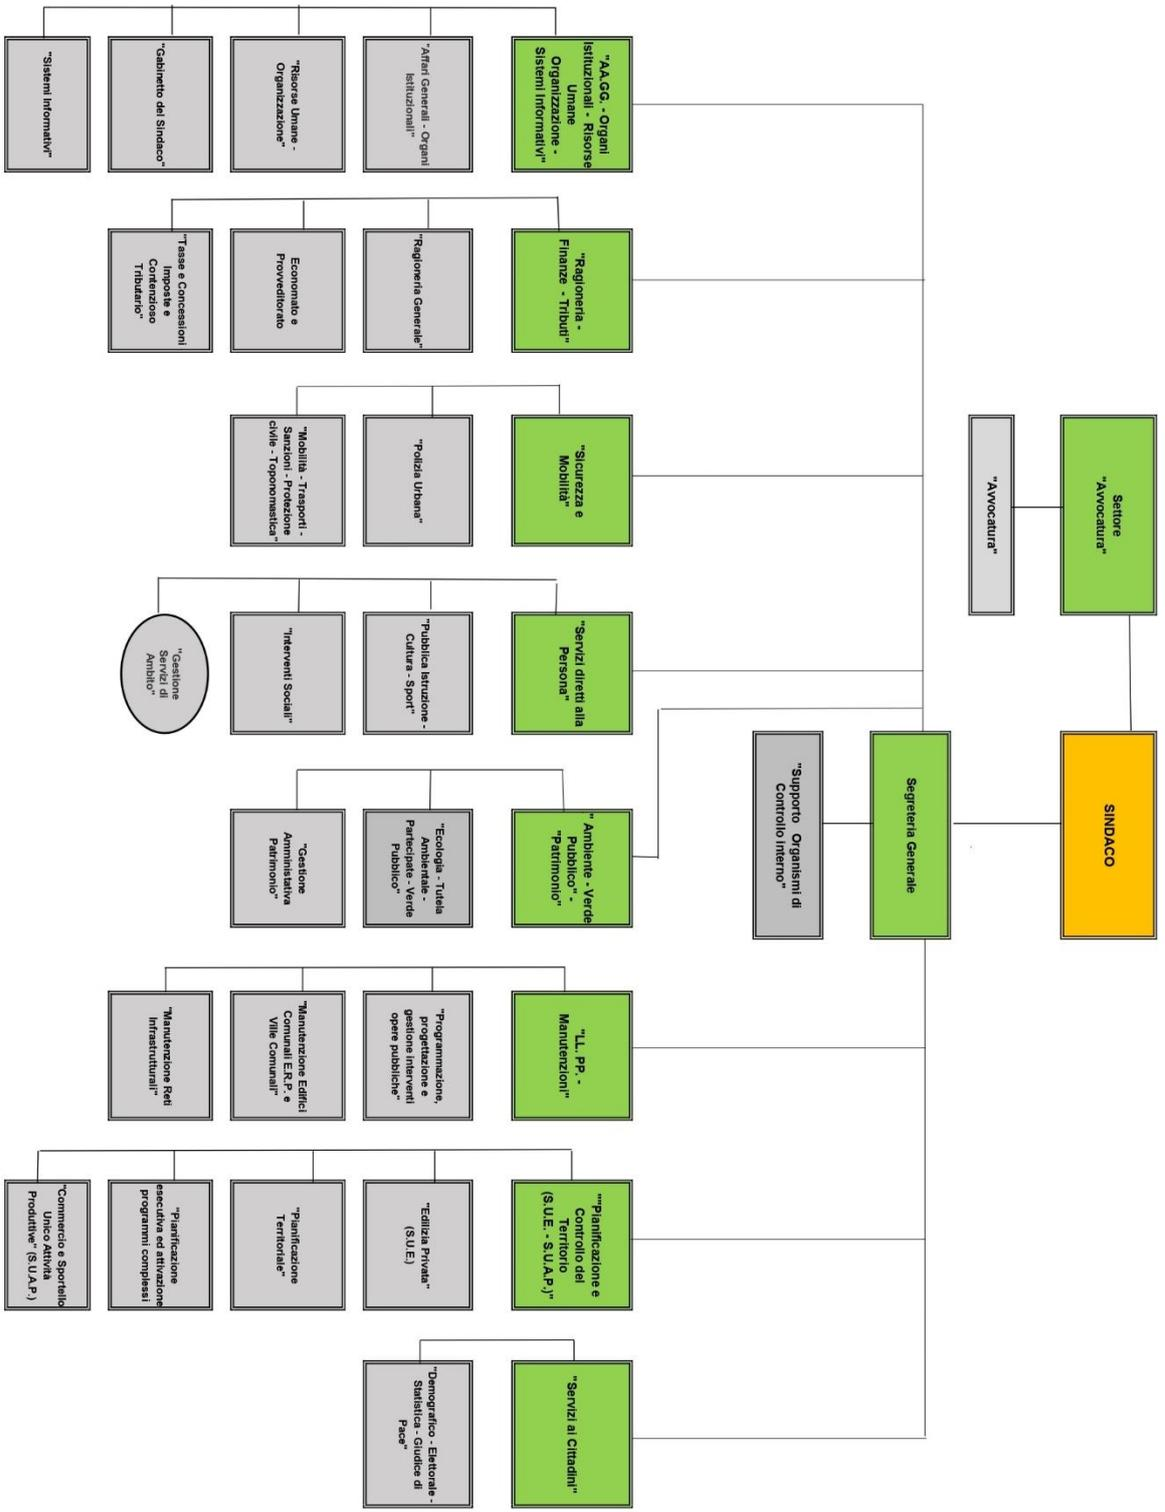 SINDACO
Settore
"Avvocatura"
"Avvocatura"
Segreteria Generale
"Supporto Organismi di
Controllo interno"
"AA.GG. - Organi
Istituzionali - Risorse
Umane
Organizzazione -
Sistemi Informativi"
"Affari Generali - Organi
Istituzionali"
"Risorse Umane -
Organizzazione"
"Gabinetto del Sindaco"
"Sistemi Informativi"
"Ragioneria -
Finanze - Tributi"
"Ragioneria Generale"
Economato e
Provveditorato
"Tasse e Concessioni
Imposte e
Contenzioso
Tributario"
"Sicurezza e
Mobilità"
"Polizia Urbana"
"Mobilità - Trasporti -
Sanzioni - Protezione
civile - Toponomastica"
"Servizi diretti alla
Persona"
"Pubblica Istruzione -
Cultura - Sport"
"Interventi Sociali"
"Gestione
Servizi di
Ambito"
" Ambiente - Verde
Pubblico" -
"Patrimonio"
"Ecologia - Tutela
Ambientale -
Partecipate - Verde
Pubblico"
"Gestione
Amministativa
Patrimonio"
"LL. PP. -
Manutenzioni"
"Programmazione,
progettazione e
gestione interventi
opere pubbliche"
"Manutenzione Edifici
Comunali E.R.P. e
Ville Comunali"
"Manutenzione Reti
Infrastrutturali"
""Pianificazione e
Controllo del
Territorio
(S.U.E. - S.U.A.P.)"
"Edilizia Privata"
(S.U.E.)
"Pianificazione
Territoriale"
"Pianificazione
esecutiva ed attivazione
programmi complessi
"Commercio e Sportello
Unico Attività
Produttive" (S.U.A.P.)
"Servizi ai Cittadini"
"Demografico - Elettorale -
Statistica - Giudice di
Pace"